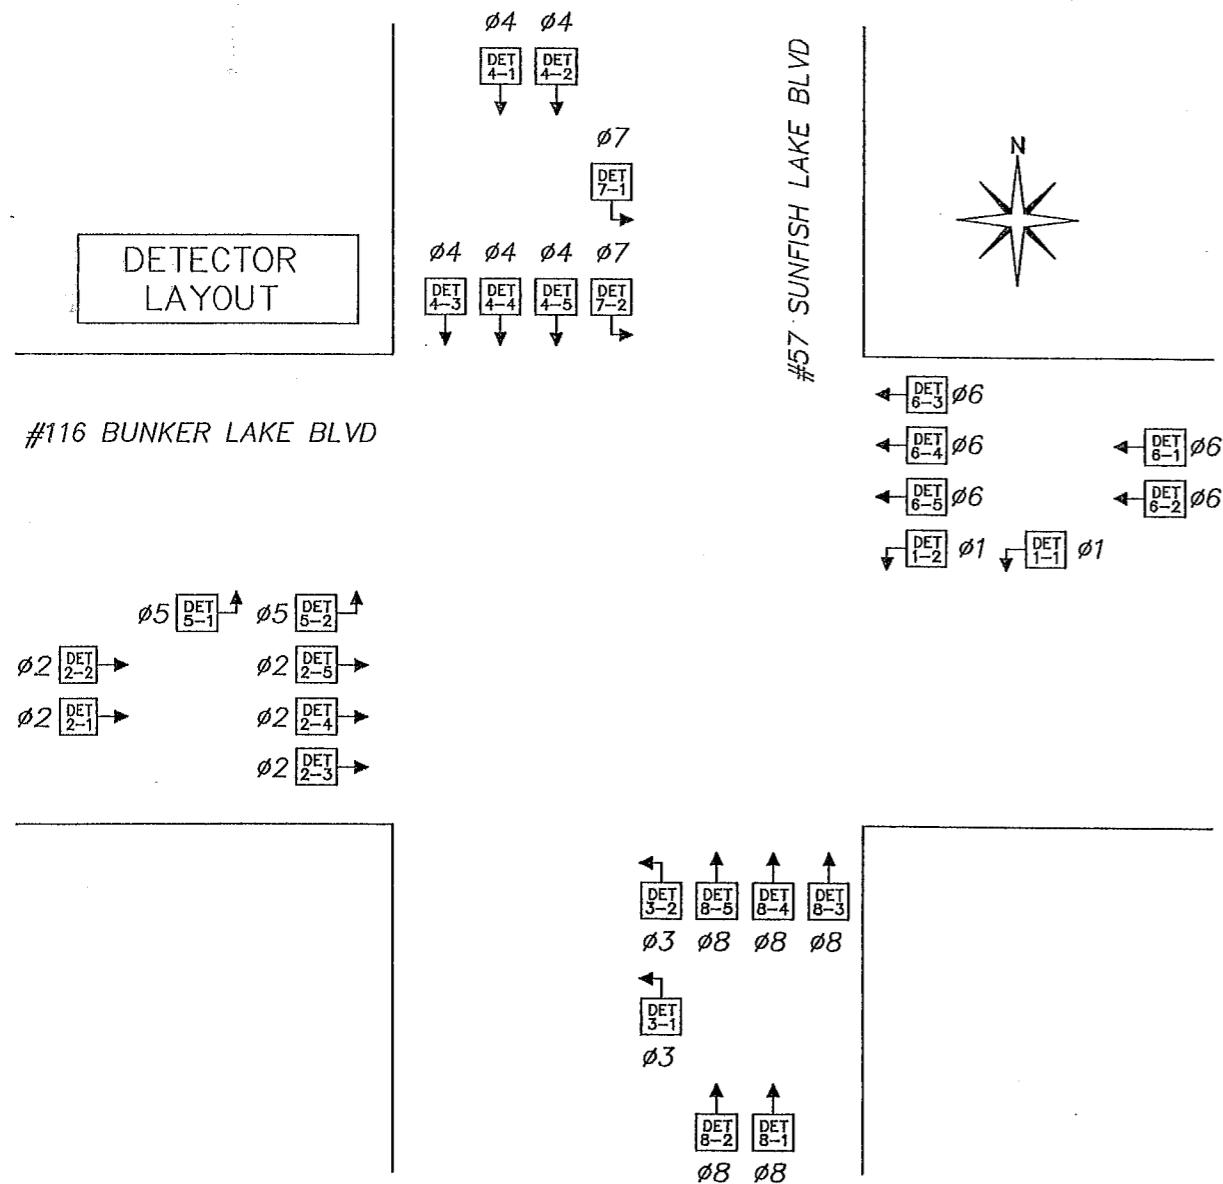 ø4 ø4
DET DET
4-1 4-2
ø7
DET
7-1
ø4 ø4 ø4 ø7
DET DET DET DET
4-3 4-4 4-5 7-2
DETECTOR
LAYOUT
#57 SUNFISH LAKE BLVD
N
#116 BUNKER LAKE BLVD
DET
6-3 ø6
DET
6-4 ø6
DET
6-1 ø6
DET
6-5 ø6
DET
6-2 ø6
DET
1-2 ø1
DET
1-1 ø1
ø5 DET
5-1
ø5 DET
5-2
ø2 DET
2-2
ø2 DET
2-5
ø2 DET
2-1
ø2 DET
2-4
ø2 DET
2-3
DET DET DET DET
3-2 8-5 8-4 8-3
ø3 ø8 ø8 ø8
DET
3-1
ø3
DET DET
8-2 8-1
ø8 ø8